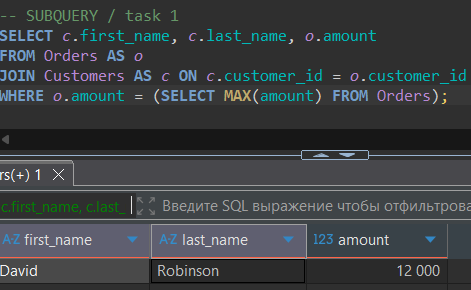 -- SUBQUERY / task 1
SELECT c.first_name, c.last_name, o.amount
FROM Orders AS o
JOIN Customers AS c ON c.customer_id = o.customer_id
WHERE o.amount = (SELECT MAX(amount) FROM Orders);
rs(+) 1
c.first_name, c.last_ Введите SQL выражение чтобы отфильтрова
A-Z first_name A-Z last_name 123 amount
David Robinson 12 000